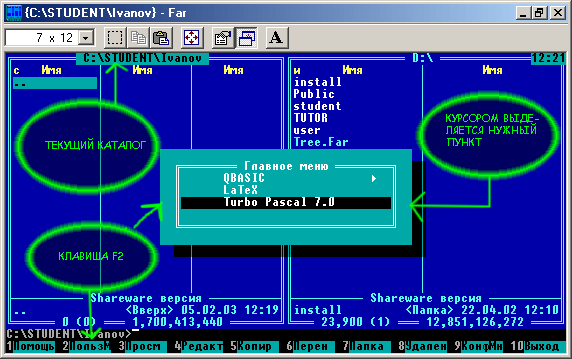 {C:\STUDENT\Ivanov} - Far
7 x 12
A
C:\STUDENT\Ivanov
D:\
12:21
с Имя Имя Имя
и Имя Имя
..
install
Public
student
TUTOR
user
Tree.Far
ТЕКУЩИЙ КАТАЛОГ
КУРСОРОМ ВЫДЕ-
ЛЯЕТСЯ НУЖНЫЙ
ПУНКТ
Главное меню
QBASIC
LaTeX
Turbo Pascal 7.0
КЛАВИША F2
Shareware версия
Shareware версия
.. <Вверх> 05.02.03 12:19
install <Папка> 22.04.02 12:10
0 (0) 1,700,413,440
23,900 (1) 12,851,126,272
C:\STUDENT\Ivanov>
1Помощь 2ПользМ 3Просм 4Редакт 5Копир 6Перен 7Папка 8Удален 9КонфМн 10Выход